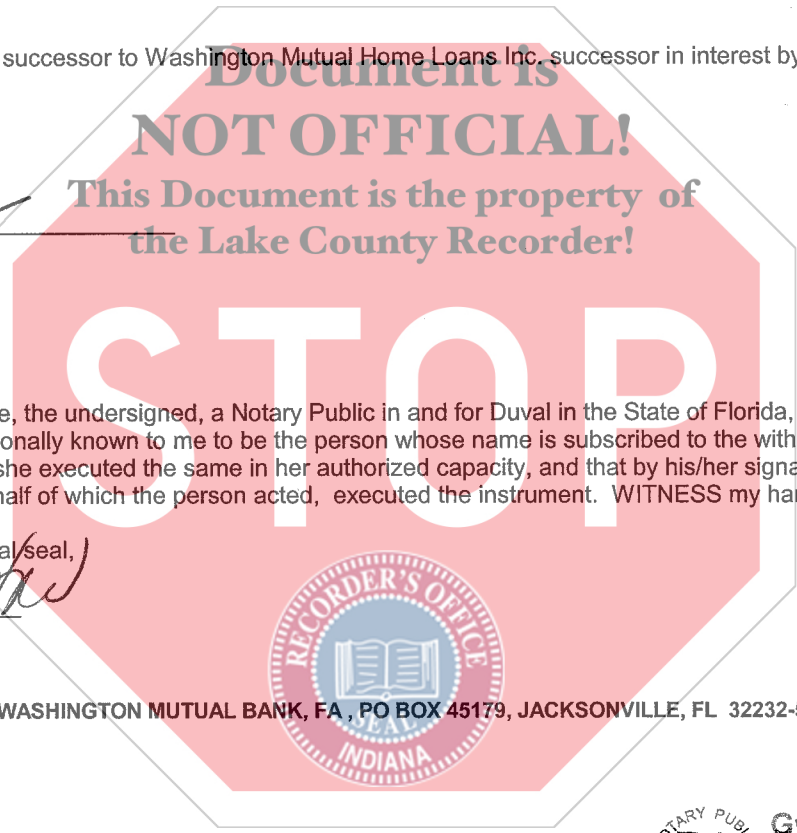 successor to Washington Mutual Home Loans Inc. successor in interest by
Document is
NOT OFFICIAL!
This Document is the property of
the Lake County Recorder!
STOP
e, the undersigned, a Notary Public in and for Duval in the State of Florida,
onally known to me to be the person whose name is subscribed to the with
she executed the same in her authorized capacity, and that by his/her signa
half of which the person acted, executed the instrument. WITNESS my han
al seal,
RECORDER'S OFFICE
SEAL
INDIANA
WASHINGTON MUTUAL BANK, FA , PO BOX 45179, JACKSONVILLE, FL 32232-
NOTARY PUB